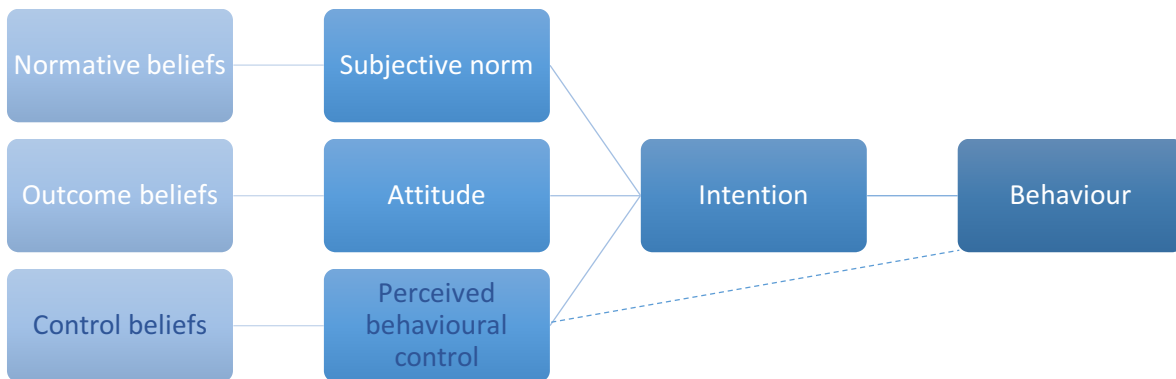 Normative beliefs
Subjective norm
Outcome beliefs
Attitude
Intention
Behaviour
Control beliefs
Perceived
behavioural
control